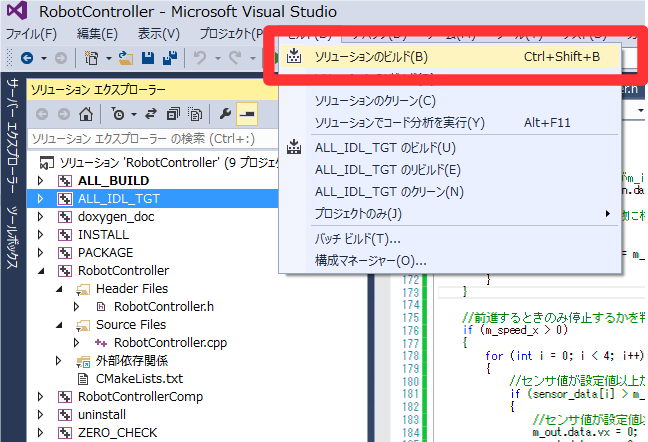 RobotController - Microsoft Visual Studio
ファイル(F) 編集(E) 表示(V) プロジェクト(P)
ソリューションのビルド(B) Ctrl+Shift+B
ソリューションのクリーン(C)
ソリューションでコード分析を実行(Y) Alt+F11
ALL_IDL_TGT のビルド(U)
ALL_IDL_TGT のリビルド(E)
ALL_IDL_TGT のクリーン(N)
プロジェクトのみ(J)
バッチ ビルド(T)...
構成マネージャー(O)...
サーバー エクスプローラー
ツールボックス
ソリューション エクスプローラー
ソリューション エクスプローラー の検索 (Ctrl+:)
ソリューション 'RobotController' (9 プロジェ
ALL_BUILD
ALL_IDL_TGT
doxygen_doc
INSTALL
PACKAGE
RobotController
Header Files
RobotController.h
Source Files
RobotController.cpp
外部依存関係
CMakeLists.txt
RobotControllerComp
uninstall
ZERO_CHECK
172 }
173 }
174
175 //前進するときのみ停止するかを判
176 if (m_speed_x > 0)
177 {
178 for (int i = 0; i < 4; i++)
179 {
180 //センサ値が設定値以上か
181 if (sensor_data[i] > m_
182 {
183 //センサ値が設定値
184 m_out.data.vx = 0;